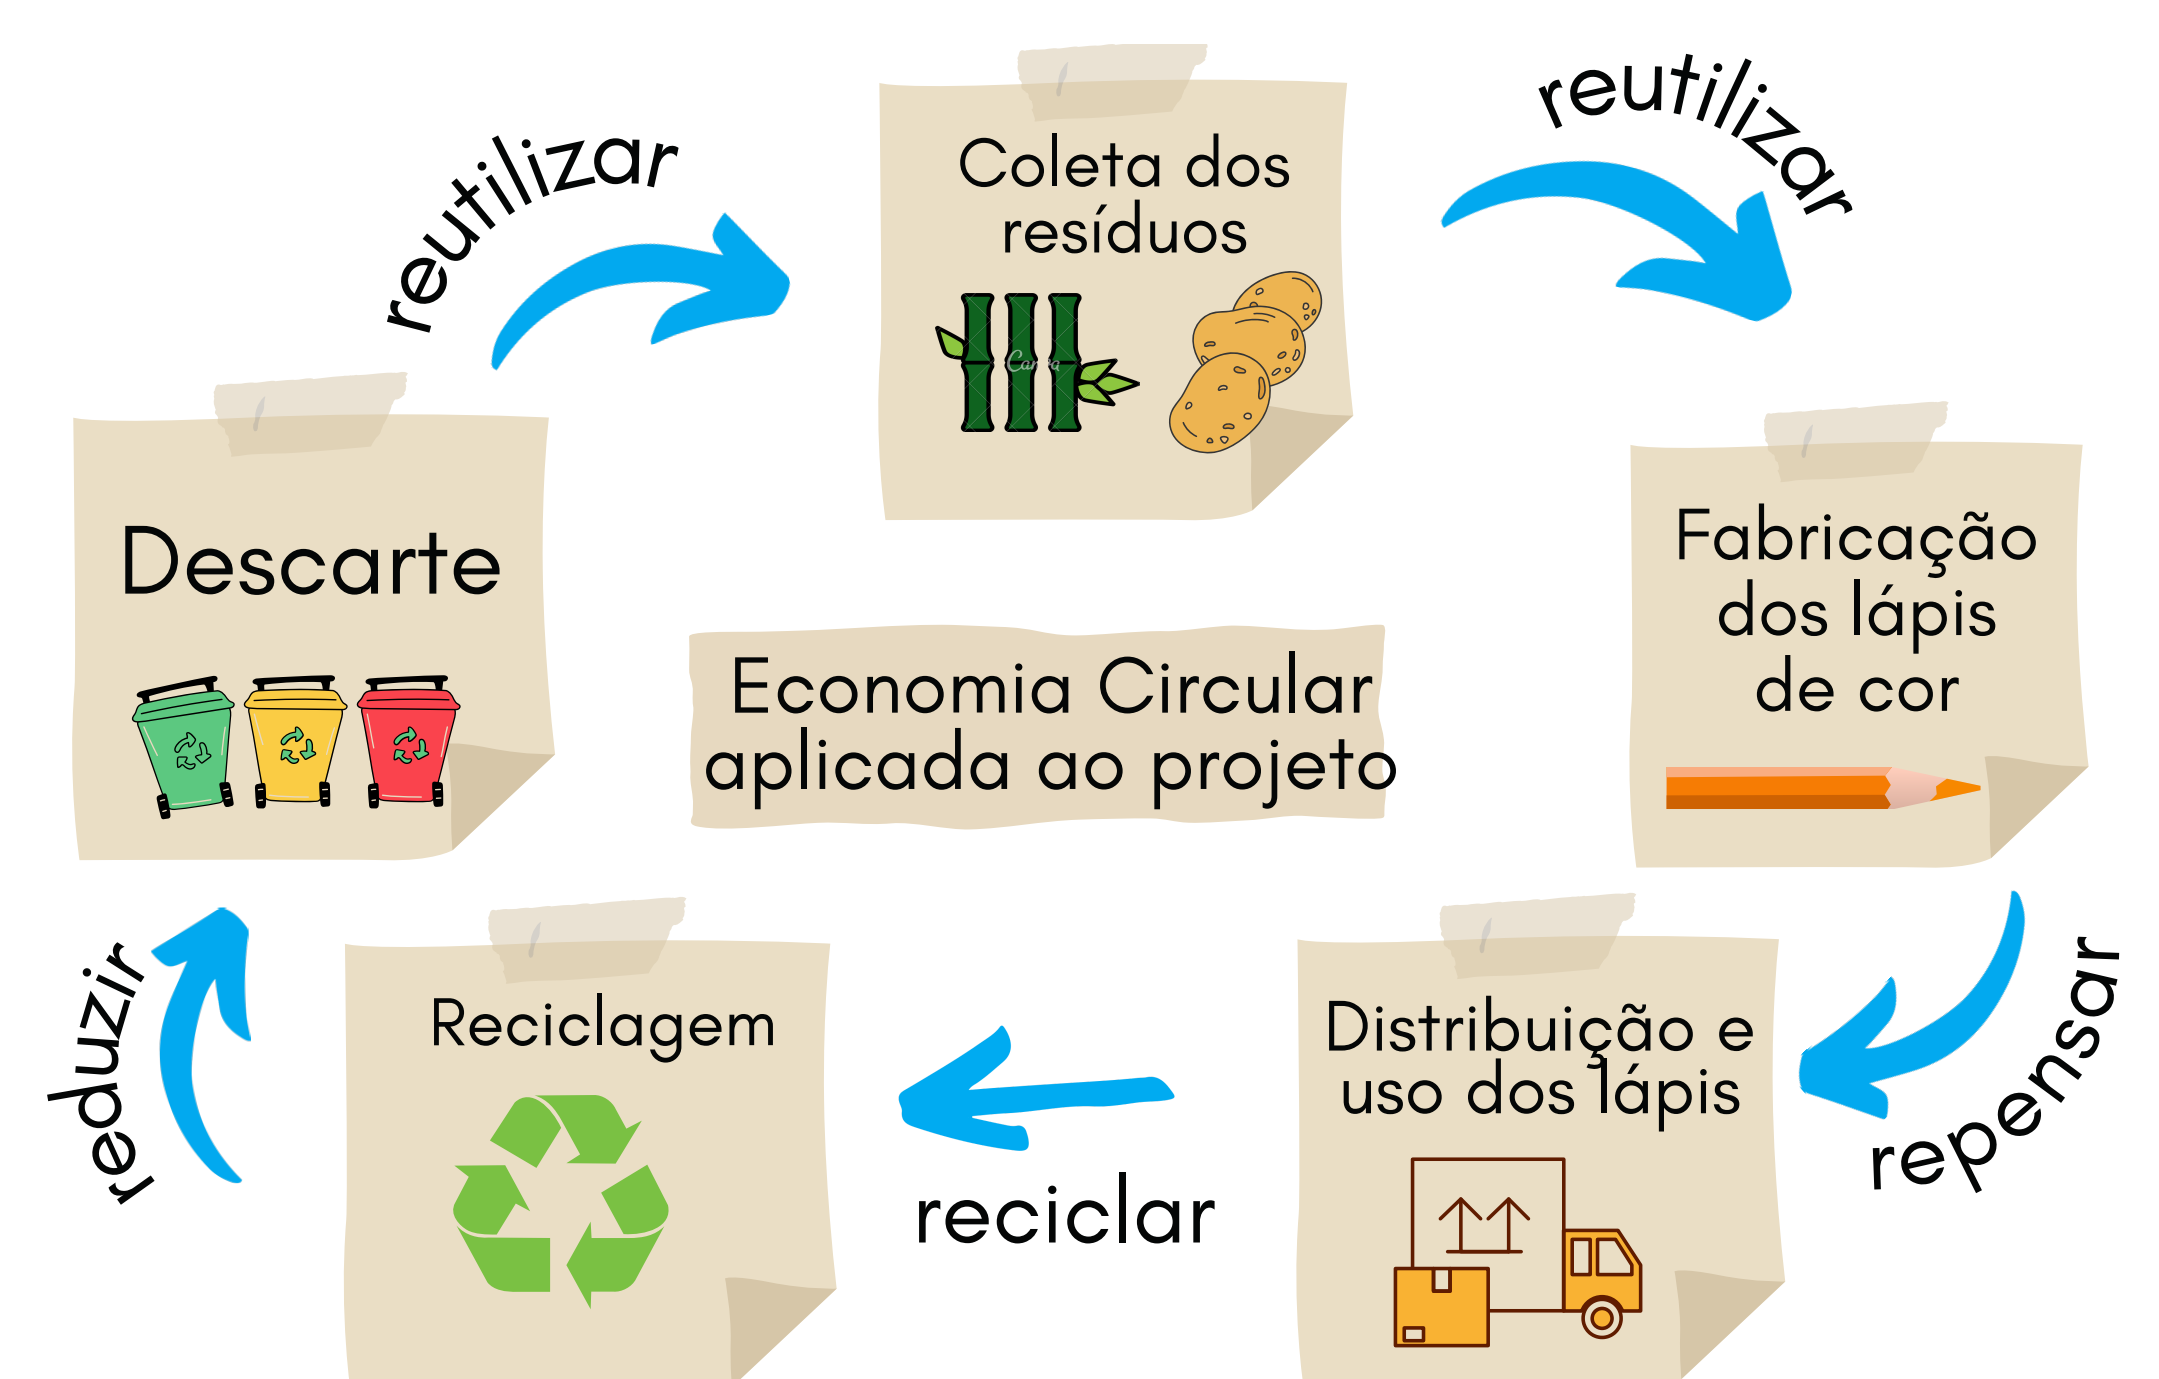 reutilizar
Coleta dos
resíduos
Canva
reutilizar
Descarte
Fabricação
dos lápis
de cor
Economia Circular
aplicada ao projeto
repensar
Distribuição e
uso dos lápis
reciclar
Reciclagem
reduzir